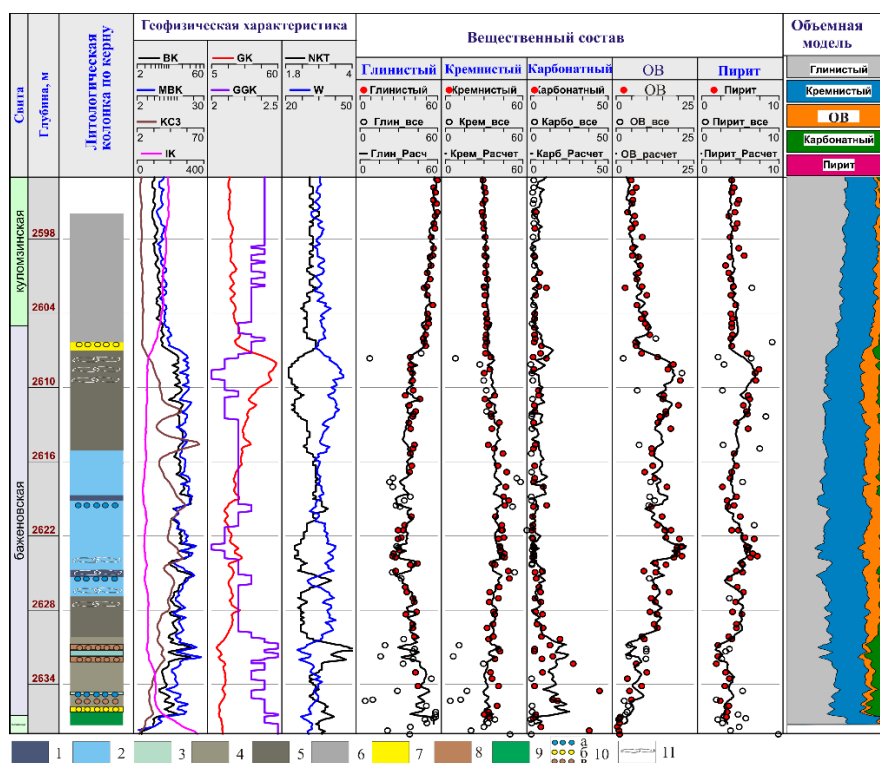 Геофизическая характеристика
Вещественный состав
Объемная
модель
Свита
Глубина, м
Литологическая
колонка по керну
BK
2 60
MBK
2 30
КС3
2 70
IK
2 400
GK
5 60
GGK
2 2.5
NKT
1.8 4
W
20 50
Глинистый
Глинистый
0 60
Глин_все
0 60
Глин_Расч
0 60
Кремнистый
Кремнистый
0 60
Крем_все
0 60
Крем_Расчет
0 60
Карбонатный
Карбонатный
0 60
Карбо_все
0 60
Карб_Расчет
0 60
ОВ
ОВ
0 25
ОВ_все
0 25
ОВ_расчет
0 25
Пирит
Пирит
0 10
Пирит_все
0 10
Пирит_Расчет
0 10
Глинистый
Кремнистый
ОВ
Карбонатный
Пирит
куломзинская
баженовская
2598
2604
2610
2616
2622
2628
2634
1 2 3 4 5 6 7 8 9 а б в 10 11